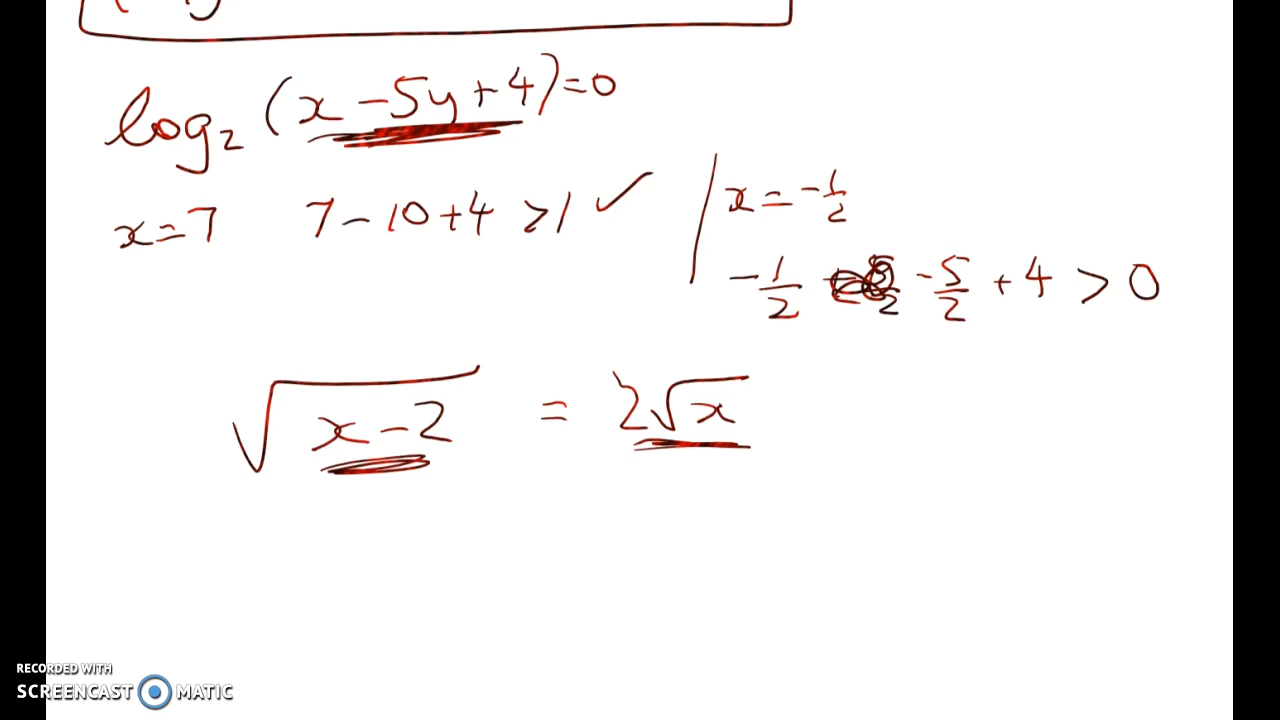 log₂ (x - 5y + 4) = 0
x = 7 7 - 10 + 4 > 1 ✓ x = -1/2
-1/2 - 5/2 + 4 > 0
√(x - 2) = 2√x
RECORDED WITH
SCREENCAST MATIC